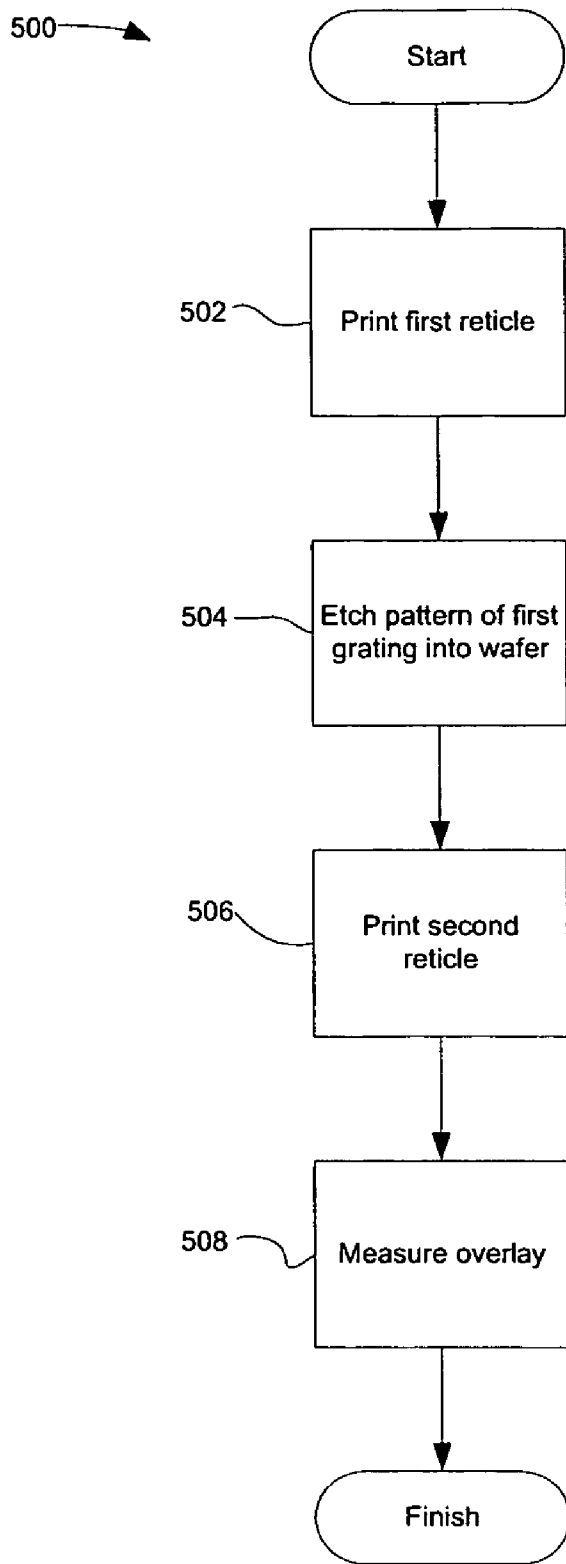 500
Start
502
Print first reticle
504
Etch pattern of first
grating into wafer
506
Print second
reticle
508
Measure overlay
Finish